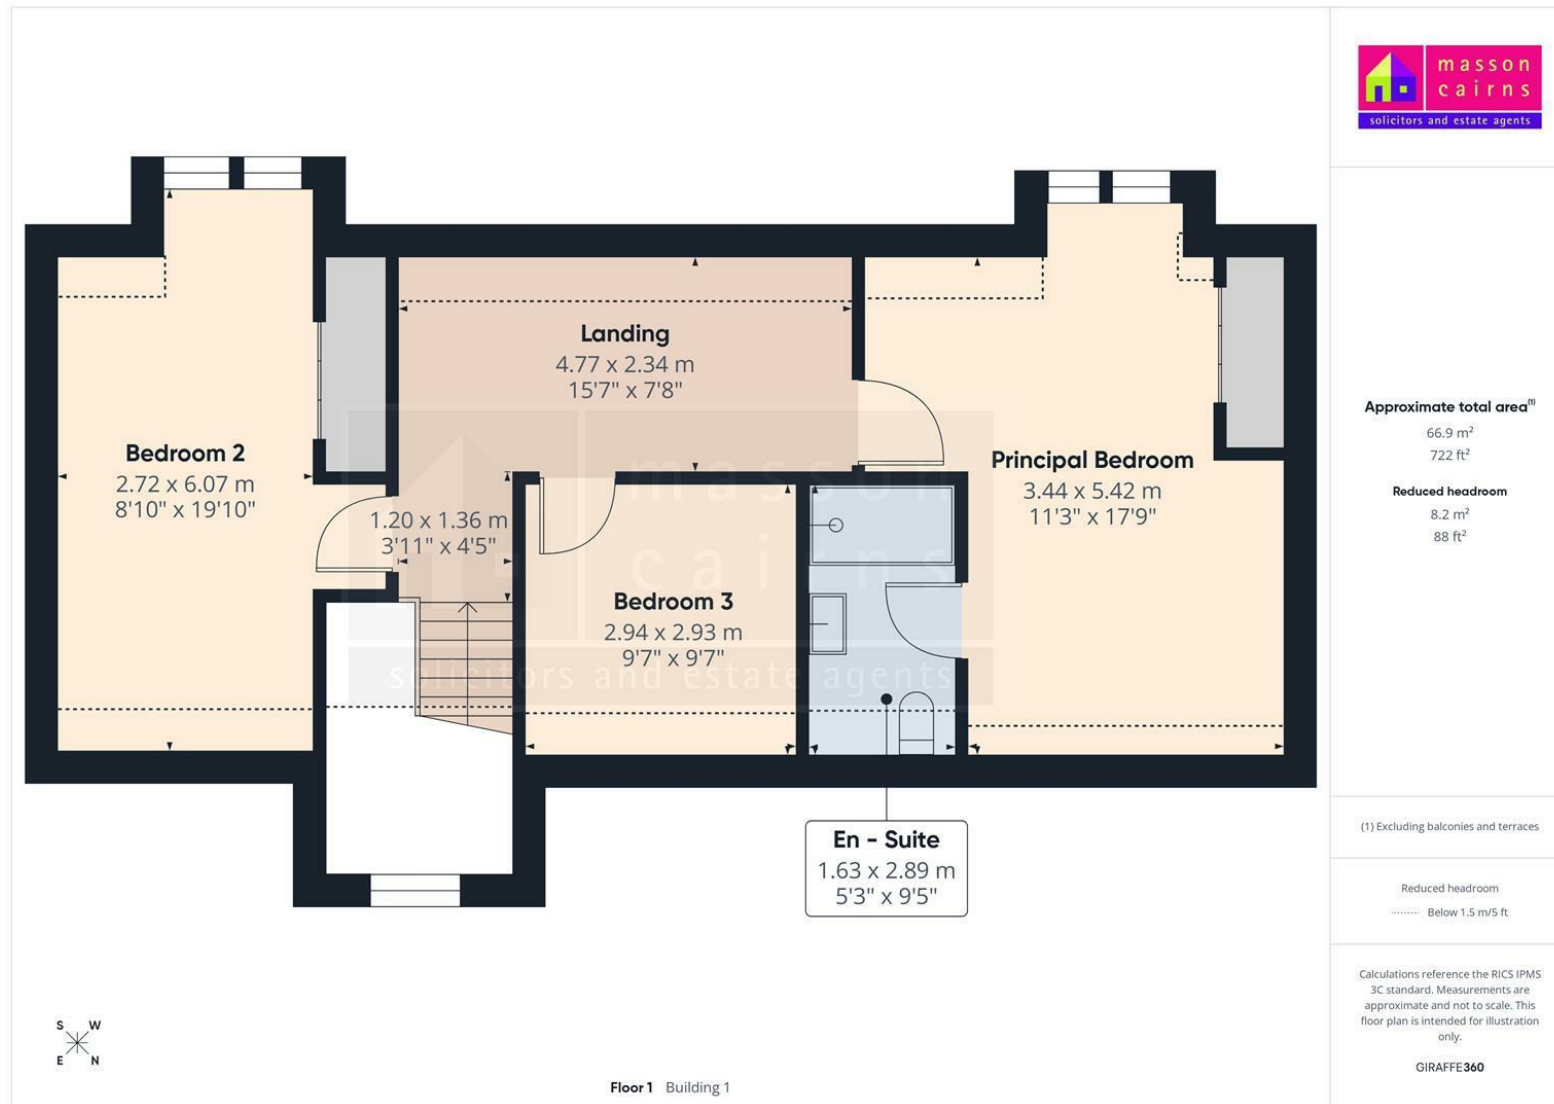 masson
cairns
solicitors and estate agents
Landing
4.77 x 2.34 m
15'7" x 7'8"
Bedroom 2
2.72 x 6.07 m
8'10" x 19'10"
1.20 x 1.36 m
3'11" x 4'5"
Principal Bedroom
3.44 x 5.42 m
11'3" x 17'9"
Bedroom 3
2.94 x 2.93 m
9'7" x 9'7"
masson
cairns
solicitors and estate agents
En - Suite
1.63 x 2.89 m
5'3" x 9'5"
S W
E N
Floor 1 Building 1
Approximate total area(1)
66.9 m²
722 ft²
Reduced headroom
8.2 m²
88 ft²
(1) Excluding balconies and terraces
Reduced headroom
Below 1.5 m/5 ft
Calculations reference the RICS IPMS
3C standard. Measurements are
approximate and not to scale. This
floor plan is intended for illustration
only.
GIRAFFE360